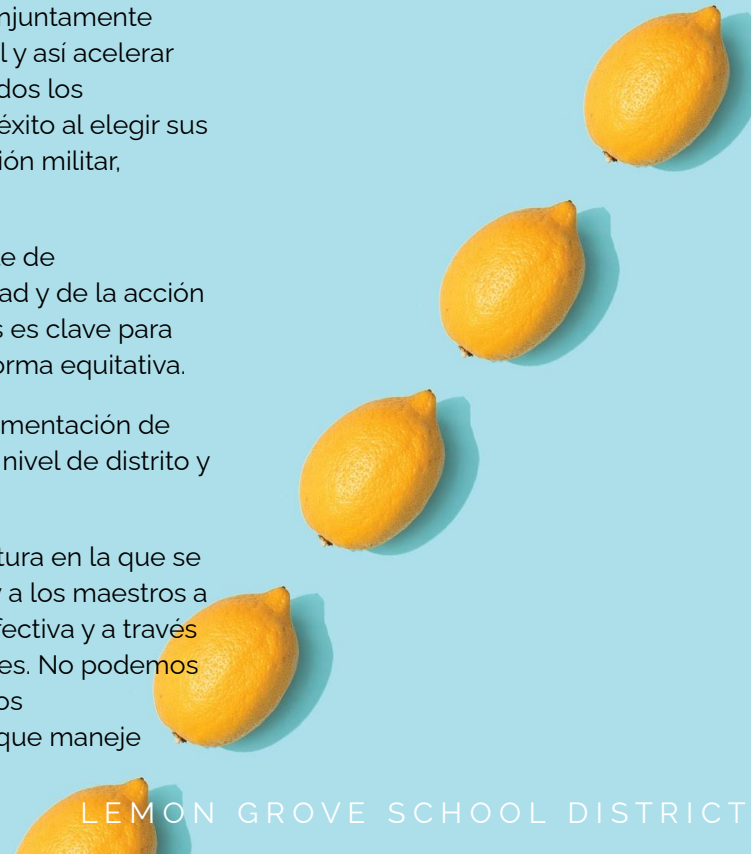 njuntamente
l y así acelerar
dos los
éxito al elegir sus
ión militar,
e de
ad y de la acción
s es clave para
orma equitativa.
mentación de
nivel de distrito y
tura en la que se
y a los maestros a
fectiva y a través
es. No podemos
os
que maneje
LEMON GROVE SCHOOL DISTRICT